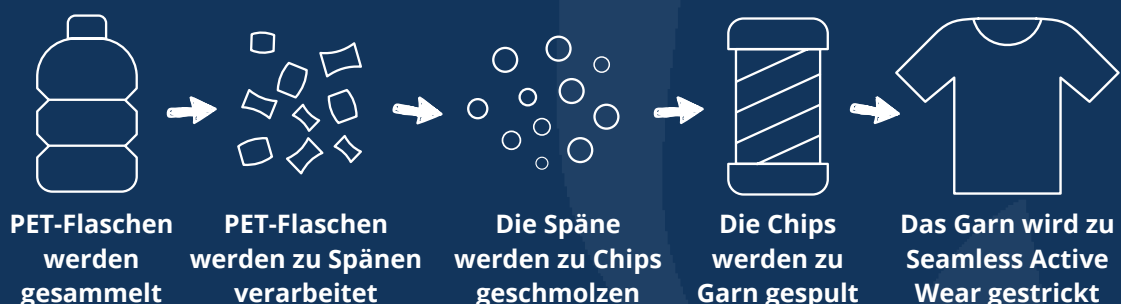 PET-Flaschen
werden
gesammelt
PET-Flaschen
werden zu Spänen
verarbeitet
Die Späne
werden zu Chips
geschmolzen
Die Chips
werden zu
Garn gespult
Das Garn wird zu
Seamless Active
Wear gestrickt